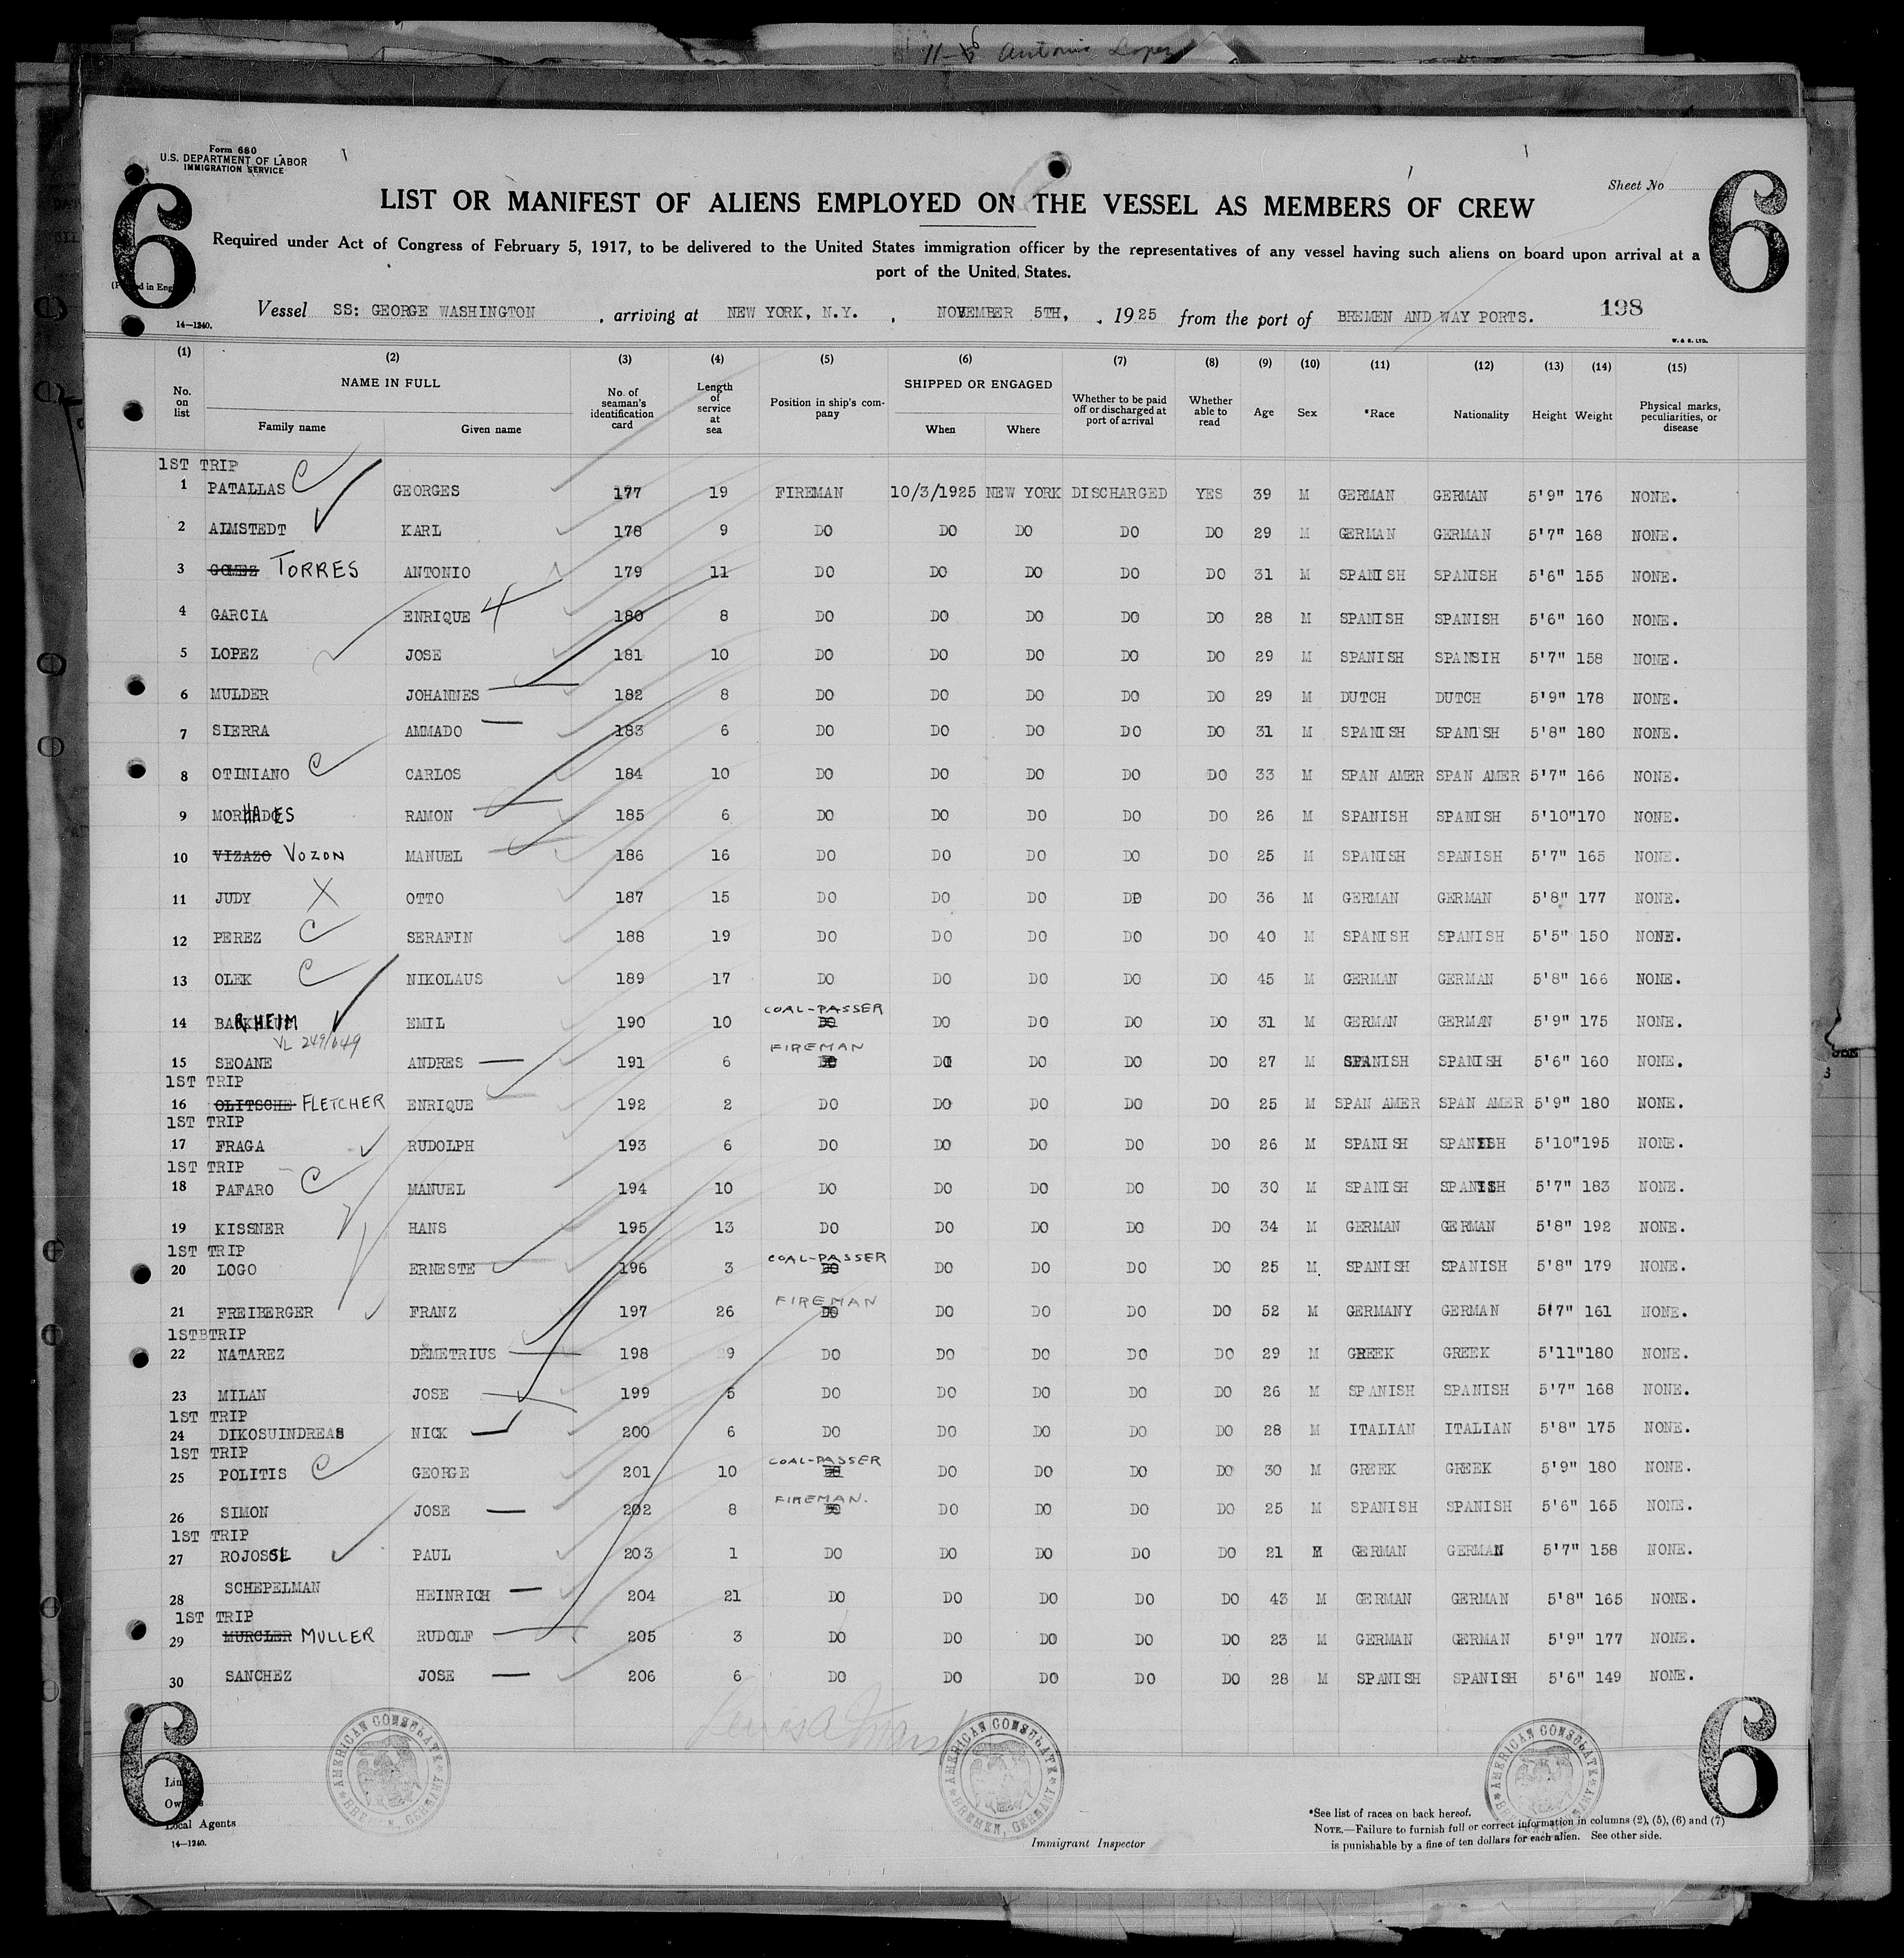 11-6 Antonio Lopez
Form 680
U.S. DEPARTMENT OF LABOR
IMMIGRATION SERVICE
Sheet No
6 6
LIST OR MANIFEST OF ALIENS EMPLOYED ON THE VESSEL AS MEMBERS OF CREW
Required under Act of Congress of February 5, 1917, to be delivered to the United States immigration officer by the representatives of any vessel having such aliens on board upon arrival at a
port of the United States.
Vessel SS: GEORGE WASHINGTON , arriving at NEW YORK, N.Y. , NOVEMBER 5TH, , 1925 from the port of BREMEN AND WAY PORTS. 198
14—1240.
W. & S. LTD.
(1) (2) (3) (4) (5) (6) (7) (8) (9) (10) (11) (12) (13) (14) (15)
No. on list NAME IN FULL Family name Given name No. of seaman's identification card Length of service at sea Position in ship's company SHIPPED OR ENGAGED When Where Whether to be paid off or discharged at port of arrival Whether able to read Age Sex *Race Nationality Height Weight Physical marks, peculiarities, or disease
1ST TRIP
1 PATALLAS C GEORGES 177 19 FIREMAN 10/3/1925 NEW YORK DISCHARGED YES 39 M GERMAN GERMAN 5'9" 176 NONE.
2 ALMSTEDT KARL 178 9 DO DO DO DO DO 29 M GERMAN GERMAN 5'7" 168 NONE.
3 GOMEZ TORRES ANTONIO 179 11 DO DO DO DO DO 31 M SPANISH SPANISH 5'6" 155 NONE.
4 GARCIA ENRIQUE 4 180 8 DO DO DO DO DO 28 M SPANISH SPANISH 5'6" 160 NONE.
5 LOPEZ JOSE 181 10 DO DO DO DO DO 29 M SPANISH SPANSIH 5'7" 158 NONE.
6 MULDER JOHANNES 182 8 DO DO DO DO DO 29 M DUTCH DUTCH 5'9" 178 NONE.
7 SIERRA AMMADO 183 6 DO DO DO DO DO 31 M SPANISH SPANISH 5'8" 180 NONE.
8 OTINIANO C CARLOS 184 10 DO DO DO DO DO 33 M SPAN AMER SPAN AMER 5'7" 166 NONE.
9 MORHADES RAMON 185 6 DO DO DO DO DO 26 M SPANISH SPANISH 5'10" 170 NONE.
10 VIZAZO VOZON MANUEL 186 16 DO DO DO DO DO 25 M SPANISH SPANISH 5'7" 165 NONE.
11 JUDY X OTTO 187 15 DO DO DO DO DO 36 M GERMAN GERMAN 5'8" 177 NONE.
12 PEREZ C SERAFIN 188 19 DO DO DO DO DO 40 M SPANISH SPANISH 5'5" 150 NONE.
13 OLEK C NIKOLAUS 189 17 DO DO DO DO DO 45 M GERMAN GERMAN 5'8" 166 NONE.
14 BARKHEIM EMIL 190 10 COAL-PASSER DO DO DO DO DO 31 M GERMAN GERMAN 5'9" 175 NONE.
VL 249/649
15 SEOANE ANDRES 191 6 FIREMAN DO DO DO DO DO 27 M SPANISH SPANISH 5'6" 160 NONE.
1ST TRIP
16 OLITSCHE FLETCHER ENRIQUE 192 2 DO DO DO DO DO 25 M SPAN AMER SPAN AMER 5'9" 180 NONE.
1ST TRIP
17 FRAGA RUDOLPH 193 6 DO DO DO DO DO 26 M SPANISH SPANISH 5'10" 195 NONE.
1ST TRIP
18 PAFARO C MANUEL 194 10 DO DO DO DO DO 30 M SPANISH SPANISH 5'7" 183 NONE.
19 KISSNER HANS 195 13 DO DO DO DO DO 34 M GERMAN GERMAN 5'8" 192 NONE.
1ST TRIP
20 LOGO ERNESTE 196 3 COAL-PASSER DO DO DO DO DO 25 M SPANISH SPANISH 5'8" 179 NONE.
21 FREIBERGER FRANZ 197 26 FIREMAN DO DO DO DO DO 52 M GERMANY GERMAN 5'7" 161 NONE.
1STBTRIP
22 NATAREZ DEMETRIUS 198 9 DO DO DO DO DO 29 M GREEK GREEK 5'11" 180 NONE.
23 MILAN JOSE 199 5 DO DO DO DO DO 26 M SPANISH SPANISH 5'7" 168 NONE.
1ST TRIP
24 DIKOSUINDREAS NICK 200 6 DO DO DO DO DO 28 M ITALIAN ITALIAN 5'8" 175 NONE.
1ST TRIP
25 POLITIS C GEORGE 201 10 COAL-PASSER DO DO DO DO DO 30 M GREEK GREEK 5'9" 180 NONE.
26 SIMON JOSE 202 8 FIREMAN. DO DO DO DO DO 25 M SPANISH SPANISH 5'6" 165 NONE.
1ST TRIP
27 PAUL 203 1 DO DO DO DO DO 21 M GERMAN GERMAN 5'7" 158 NONE.
28 SCHEPELMAN HEINRICH 204 21 DO DO DO DO DO 43 M GERMAN GERMAN 5'8" 165 NONE.
1ST TRIP
29 MURCLER MULLER RUDOLF 205 3 DO DO DO DO DO 23 M GERMAN GERMAN 5'9" 177 NONE.
30 SANCHEZ JOSE 206 6 DO DO DO DO DO 28 M SPANISH SPANISH 5'6" 149 NONE.
AMERICAN CONSULATE BREMEN, GERMANY
AMERICAN CONSULATE BREMEN, GERMANY
AMERICAN CONSULATE BREMEN, GERMANY
6 6
Line
Owners
Local Agents
14—1240.
Immigrant Inspector
*See list of races on back hereof.
NOTE.—Failure to furnish full or correct information in columns (2), (5), (6) and (7)
is punishable by a fine of ten dollars for each alien. See other side.